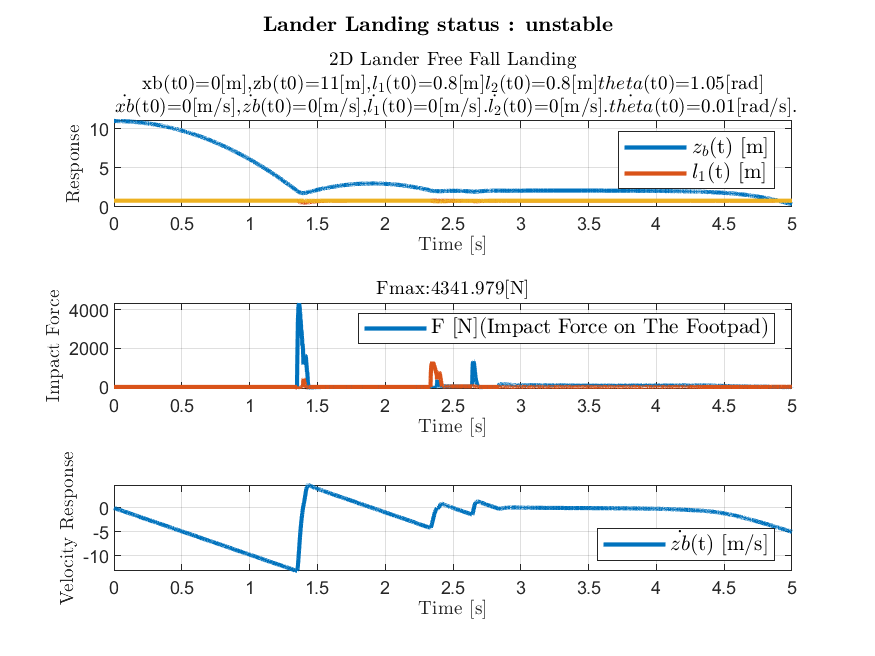 Lander Landing status : unstable
2D Lander Free Fall Landing
xb(t0)=0[m],zb(t0)=11[m],l₁(t0)=0.8[m]l₂(t0)=0.8[m]theta(t0)=1.05[rad]
ẋb(t0)=0[m/s],żb(t0)=0[m/s],l̇₁(t0)=0[m/s].l̇₂(t0)=0[m/s].thėta(t0)=0.01[rad/s].
Response
10
5
0
z_b(t) [m]
l₁(t) [m]
0 0.5 1 1.5 2 2.5 3 3.5 4 4.5 5
Time [s]
Fmax:4341.979[N]
Impact Force
4000
2000
0
F [N](Impact Force on The Footpad)
0 0.5 1 1.5 2 2.5 3 3.5 4 4.5 5
Time [s]
Velocity Response
0
-5
-10
żb(t) [m/s]
0 0.5 1 1.5 2 2.5 3 3.5 4 4.5 5
Time [s]